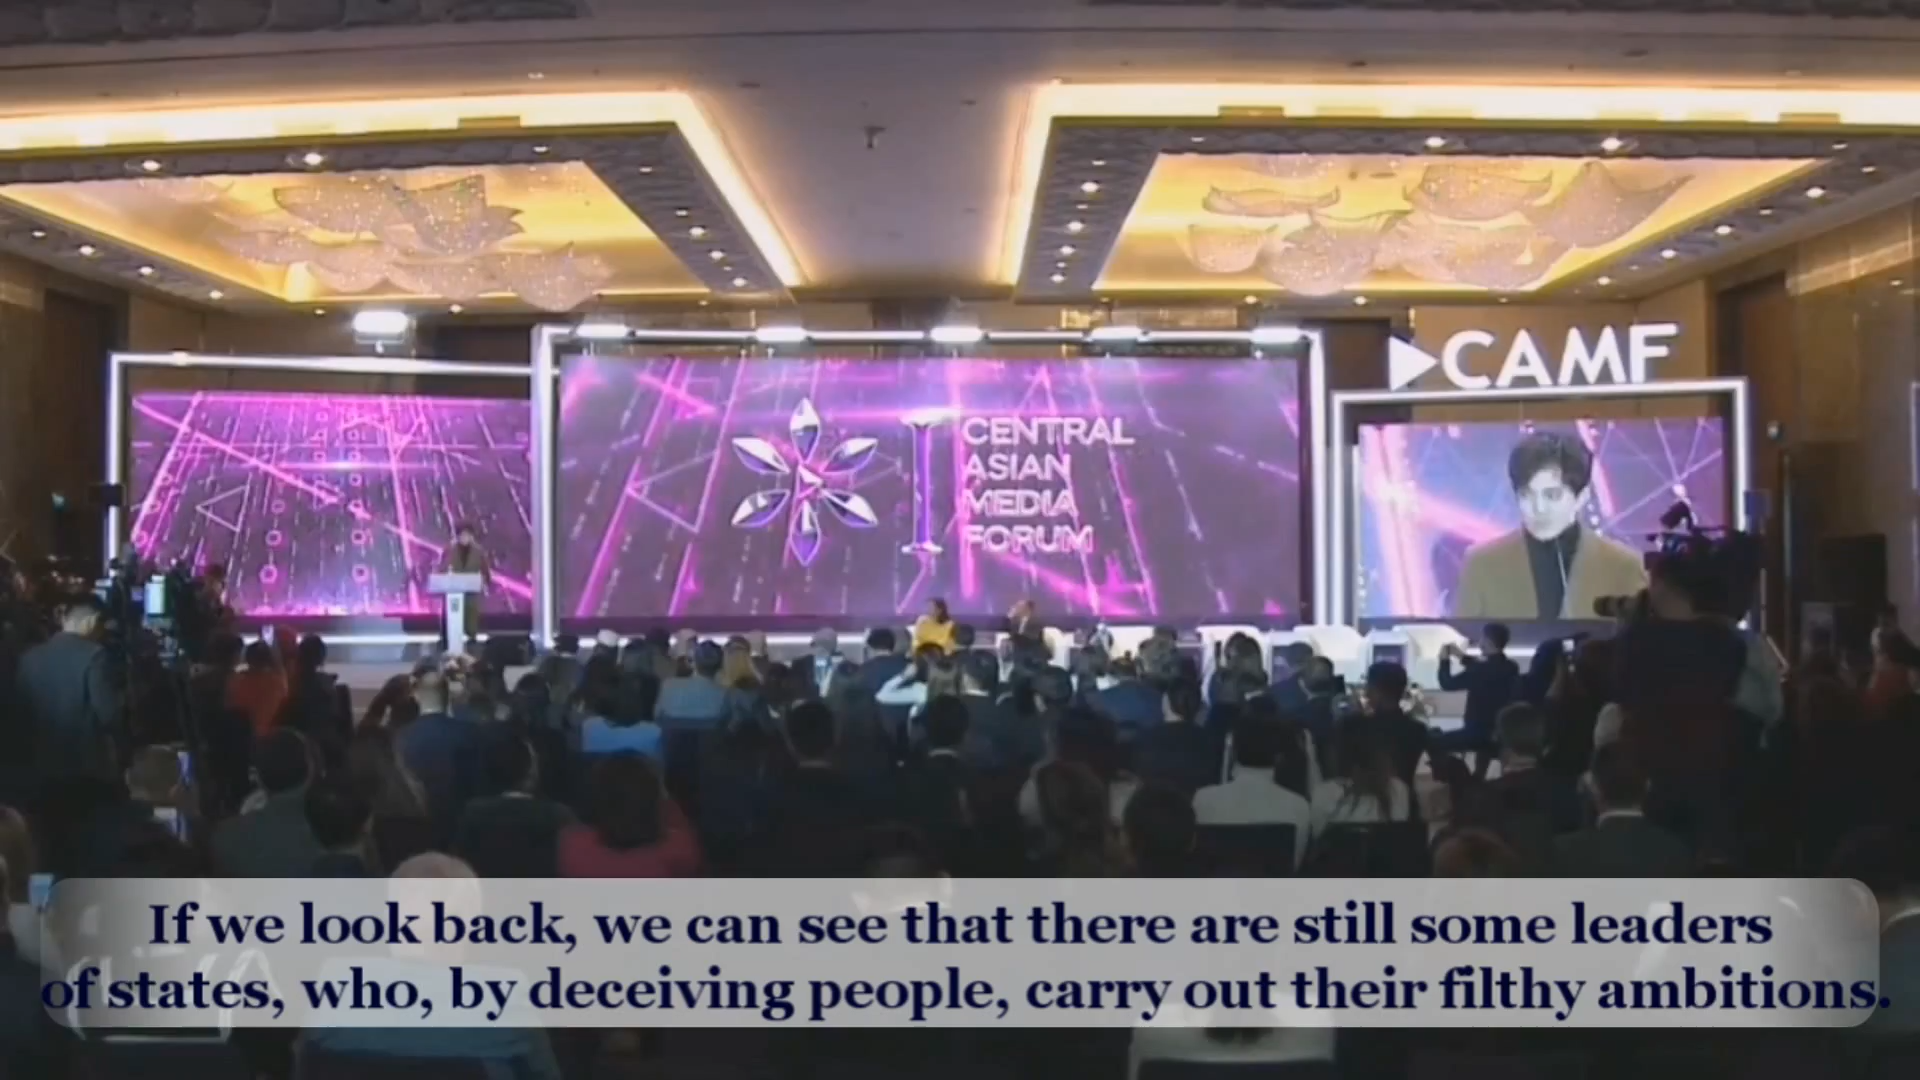 CAMF
CENTRAL
ASIAN
MEDIA
FORUM
If we look back, we can see that there are still some leaders
of states, who, by deceiving people, carry out their filthy ambitions.